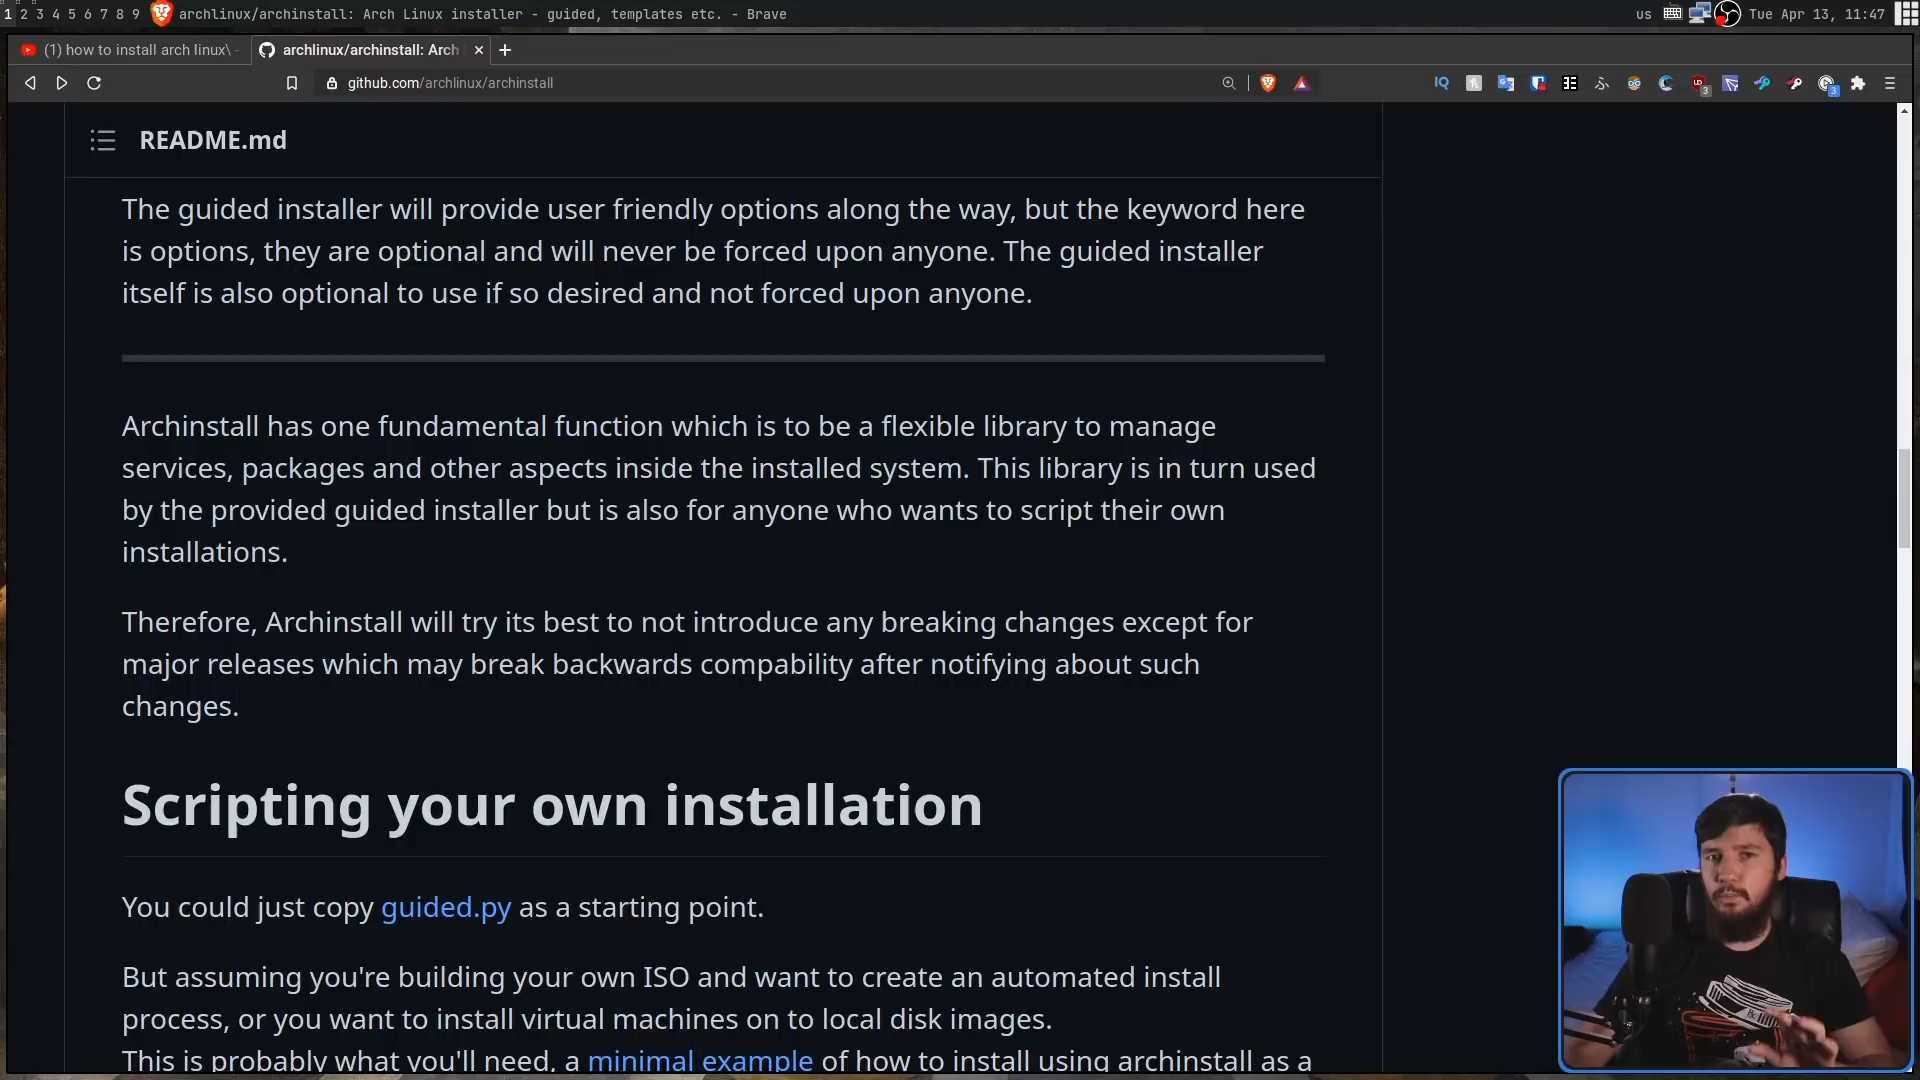 1 2 3 4 5 6 7 8 9 archlinux/archinstall: Arch Linux installer - guided, templates etc. - Brave us Tue Apr 13, 11:47
(1) how to install arch linux\ - archlinux/archinstall: Arch
github.com/archlinux/archinstall IQ 3 3
README.md
The guided installer will provide user friendly options along the way, but the keyword here
is options, they are optional and will never be forced upon anyone. The guided installer
itself is also optional to use if so desired and not forced upon anyone.
Archinstall has one fundamental function which is to be a flexible library to manage
services, packages and other aspects inside the installed system. This library is in turn used
by the provided guided installer but is also for anyone who wants to script their own
installations.
Therefore, Archinstall will try its best to not introduce any breaking changes except for
major releases which may break backwards compability after notifying about such
changes.
Scripting your own installation
You could just copy guided.py as a starting point.
But assuming you're building your own ISO and want to create an automated install
process, or you want to install virtual machines on to local disk images.
This is probably what you'll need, a minimal example of how to install using archinstall as a